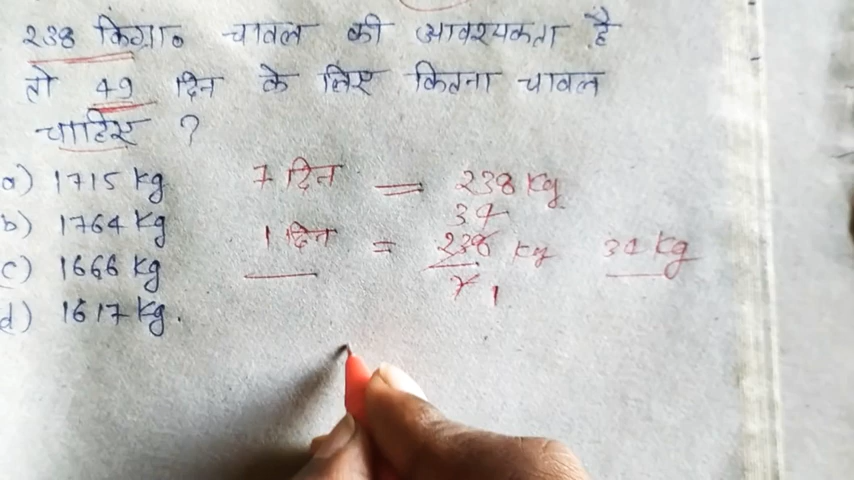 238 किग्रा० चावल की आवश्यकता है
तो 49 दिन के लिए कितना चावल
चाहिए ?
a) 1715 kg
b) 1764 kg
c) 1666 kg
d) 1617 kg.
7 दिन = 238 kg
34
1 दिन = 238 kg 34 kg
7 1